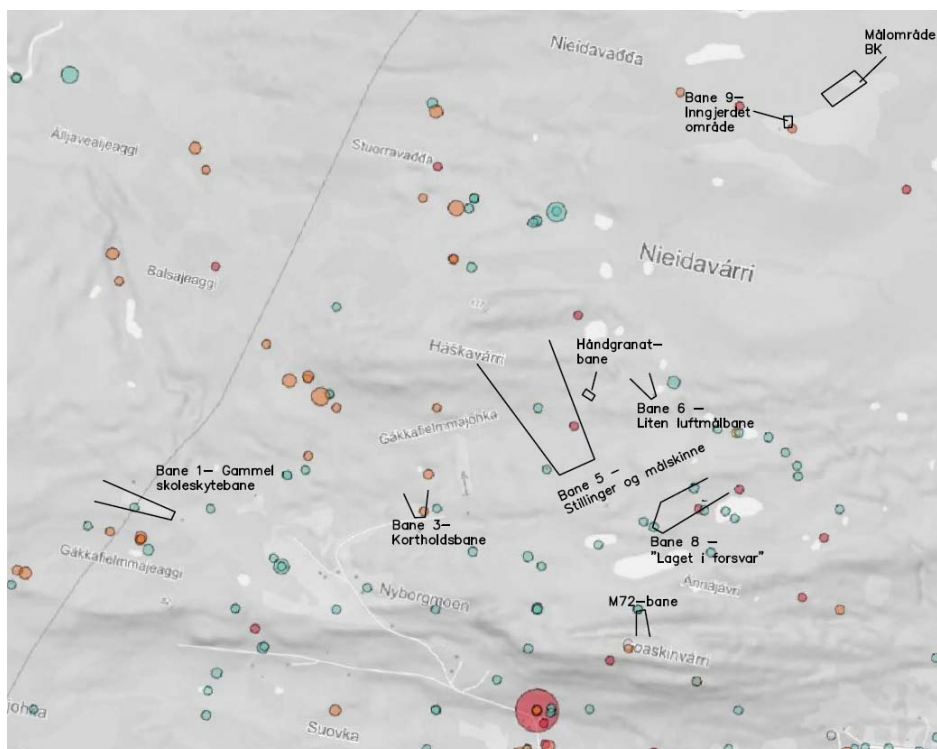 Nieidavađđa
Målområde
BK
Bane 9–
Inngjerdet
område
Stuorravađđa
Nieidavárri
Balsajeaggi
Háskavárri
Håndgranat–
bane
Bane 6 –
Liten luftmålbane
Gákkafielmmajohka
Bane 5 –
Stillinger og målskinne
Bane 1– Gammel
skoleskytebane
Bane 3–
Kortholdsbane
Bane 8 –
"Laget i forsvar"
Gákkafielmmajeaggi
Annajávri
Nyborgmoen
M72–bane
Goaskinvárri
johka
Suovka